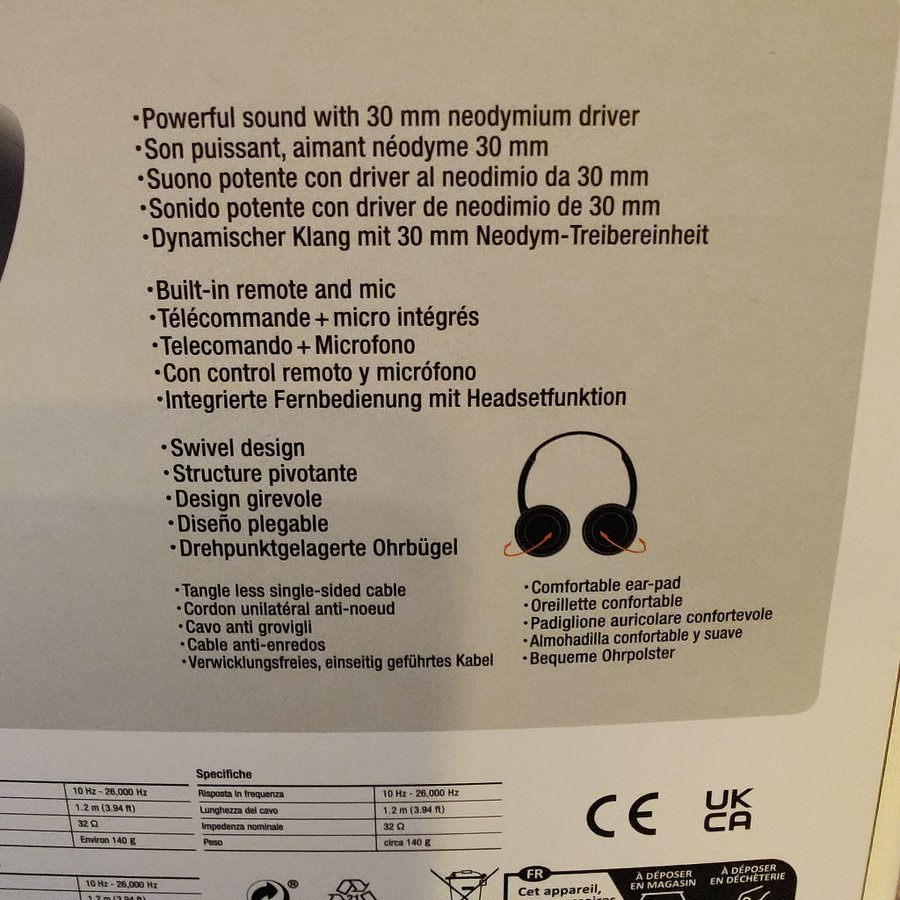 •Powerful sound with 30 mm neodymium driver
•Son puissant, aimant néodyme 30 mm
•Suono potente con driver al neodimio da 30 mm
•Sonido potente con driver de neodimio de 30 mm
•Dynamischer Klang mit 30 mm Neodym-Treibereinheit
•Built-in remote and mic
•Télécommande + micro intégrés
•Telecomando + Microfono
•Con control remoto y micrófono
•Integrierte Fernbedienung mit Headsetfunktion
•Swivel design
•Structure pivotante
•Design girevole
•Diseño plegable
•Drehpunktgelagerte Ohrbügel
•Tangle less single-sided cable
•Cordon unilatéral anti-noeud
•Cavo anti grovigli
•Cable anti-enredos
•Verwicklungsfreies, einseitig geführtes Kabel
•Comfortable ear-pad
•Oreillette confortable
•Padiglione auricolare confortevole
•Almohadilla confortable y suave
•Bequeme Ohrpolster
10 Hz - 26,000 Hz
1.2 m (3.94 ft)
32 Ω
Environ 140 g
Specifiche
Risposta in frequenza 10 Hz - 26,000 Hz
Lunghezza del cavo 1.2 m (3.94 ft)
Impedenza nominale 32 Ω
Peso circa 140 g
10 Hz - 26,000 Hz
1.2 m (3.94 ft)
CE
UK
CA
®
FR
Cet appareil,
À DÉPOSER
EN MAGASIN
À DÉPOSER
EN DÉCHÈTERIE